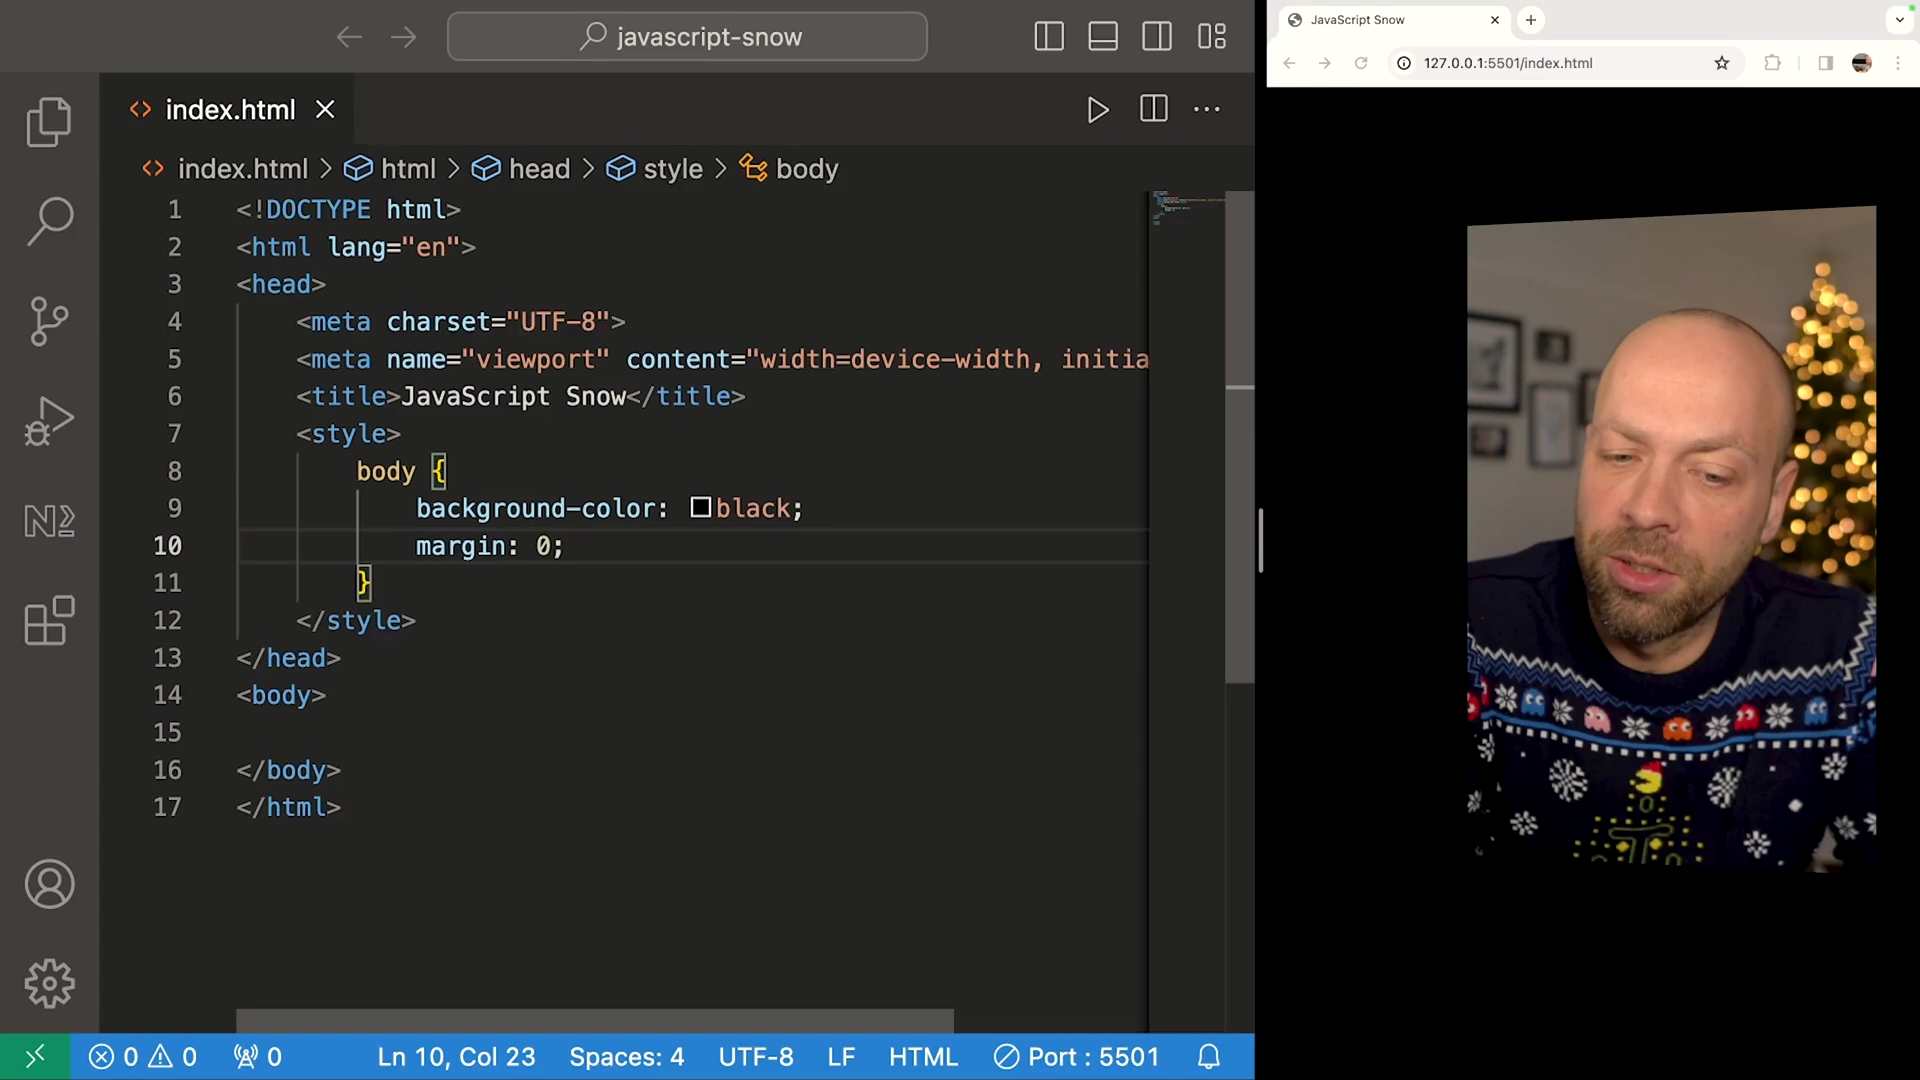 javascript-snow
index.html
index.html > html > head > style > body
1 <!DOCTYPE html>
2 <html lang="en">
3 <head>
4 <meta charset="UTF-8">
5 <meta name="viewport" content="width=device-width, initia
6 <title>JavaScript Snow</title>
7 <style>
8 body {
9 background-color: black;
10 margin: 0;
11 }
12 </style>
13 </head>
14 <body>
15
16 </body>
17 </html>
0 0 0 Ln 10, Col 23 Spaces: 4 UTF-8 LF HTML Port : 5501
JavaScript Snow
127.0.0.1:5501/index.html